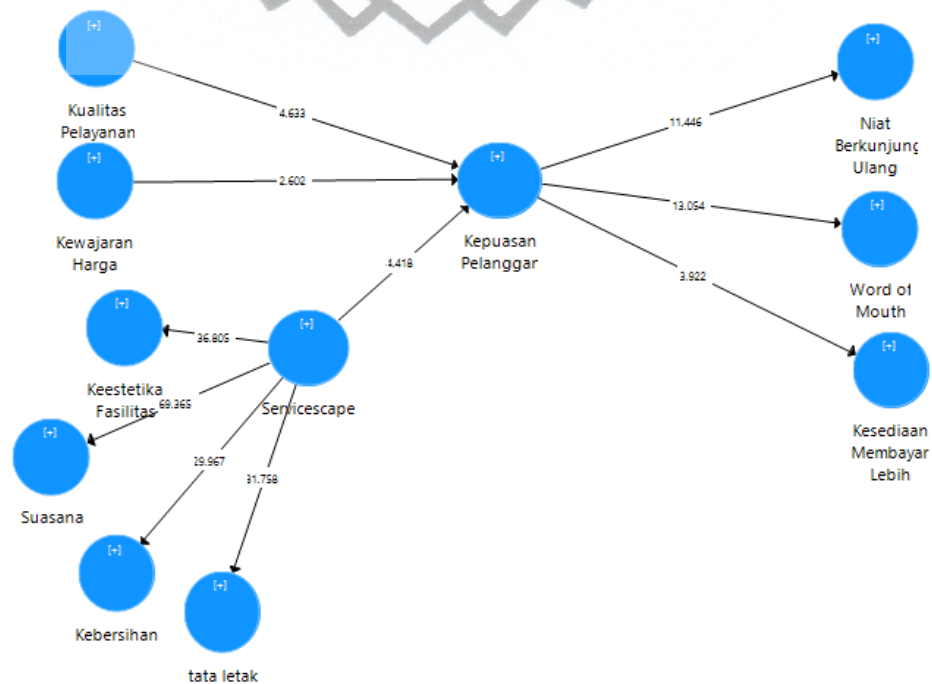 [+]
Kualitas
Pelayanan
[+]
Kewajaran
Harga
4.633
2.602
[+]
Kepuasan
Pelanggar
11.446
13.054
3.922
[+]
Niat
Berkunjung
Ulang
[+]
Word of
Mouth
[+]
Kesediaan
Membayar
Lebih
4.418
[+]
Servicescape
36.805
69.365
29.967
31.758
[+]
Keestetika
Fasilitas
[+]
Suasana
[+]
Kebersihan
[+]
tata letak